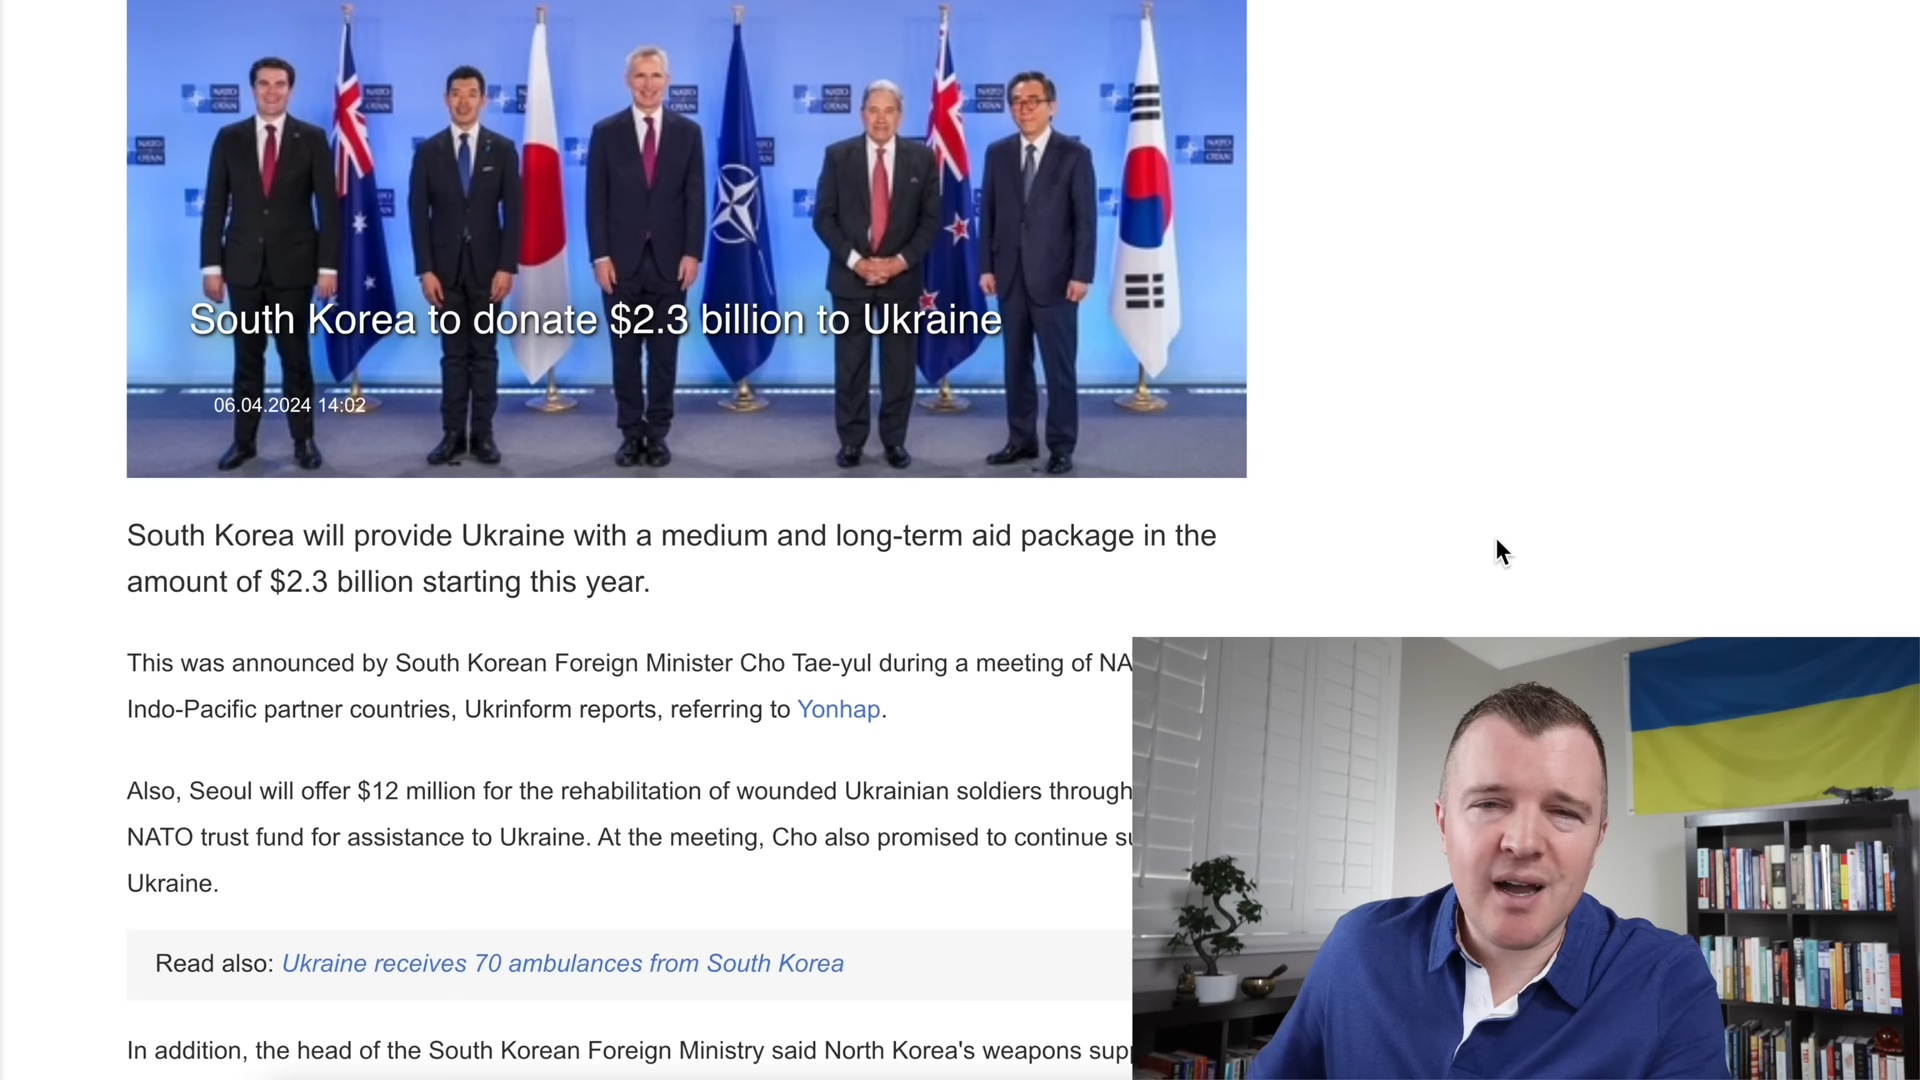 NATO
OTAN
South Korea to donate $2.3 billion to Ukraine
06.04.2024 14:02
South Korea will provide Ukraine with a medium and long-term aid package in the
amount of $2.3 billion starting this year.
This was announced by South Korean Foreign Minister Cho Tae-yul during a meeting of NA
Indo-Pacific partner countries, Ukrinform reports, referring to Yonhap.
Also, Seoul will offer $12 million for the rehabilitation of wounded Ukrainian soldiers through
NATO trust fund for assistance to Ukraine. At the meeting, Cho also promised to continue
Ukraine.
Read also: Ukraine receives 70 ambulances from South Korea
In addition, the head of the South Korean Foreign Ministry said North Korea's weapons